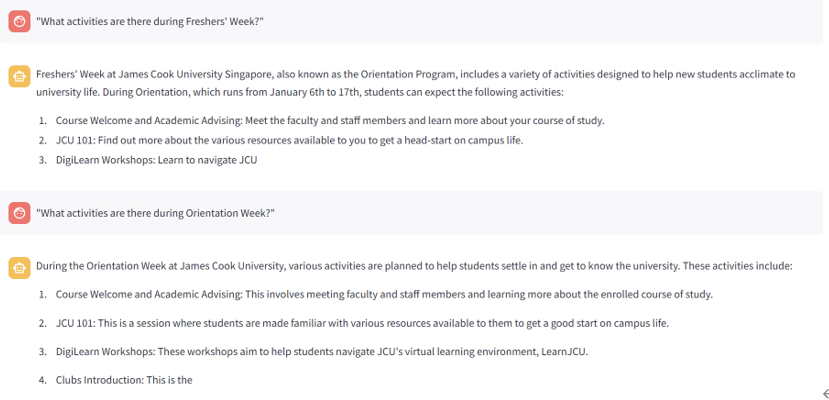 "What activities are there during Freshers' Week?"
Freshers' Week at James Cook University Singapore, also known as the Orientation Program, includes a variety of activities designed to help new students acclimate to
university life. During Orientation, which runs from January 6th to 17th, students can expect the following activities:
1. Course Welcome and Academic Advising: Meet the faculty and staff members and learn more about your course of study.
2. JCU 101: Find out more about the various resources available to you to get a head-start on campus life.
3. DigiLearn Workshops: Learn to navigate JCU
"What activities are there during Orientation Week?"
During the Orientation Week at James Cook University, various activities are planned to help students settle in and get to know the university. These activities include:
1. Course Welcome and Academic Advising: This involves meeting faculty and staff members and learning more about the enrolled course of study.
2. JCU 101: This is a session where students are made familiar with various resources available to them to get a good start on campus life.
3. DigiLearn Workshops: These workshops aim to help students navigate JCU's virtual learning environment, LearnJCU.
4. Clubs Introduction: This is the